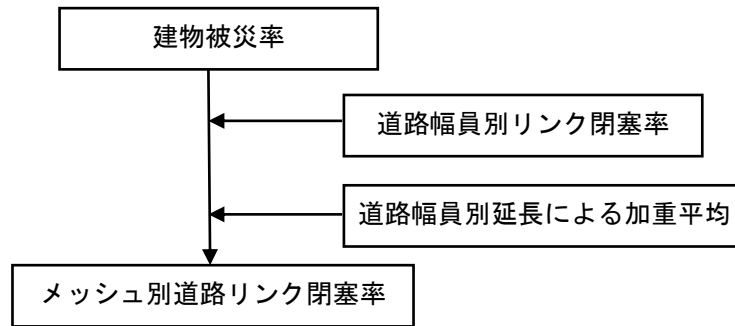 建物被災率
道路幅員別リンク閉塞率
道路幅員別延長による加重平均
メッシュ別道路リンク閉塞率